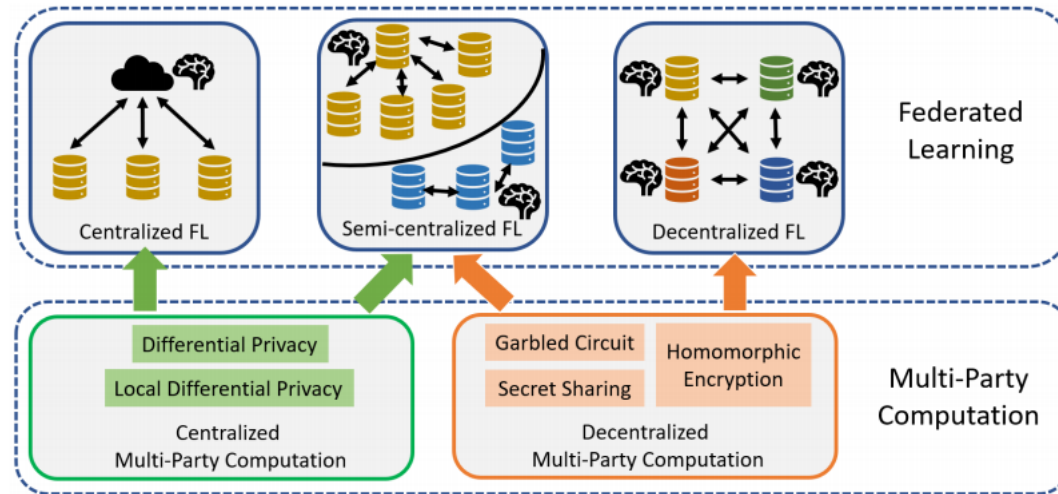 Centralized FL
Semi-centralized FL
Decentralized FL
Federated
Learning
Differential Privacy
Local Differential Privacy
Centralized
Multi-Party Computation
Garbled Circuit
Secret Sharing
Homomorphic
Encryption
Decentralized
Multi-Party Computation
Multi-Party
Computation